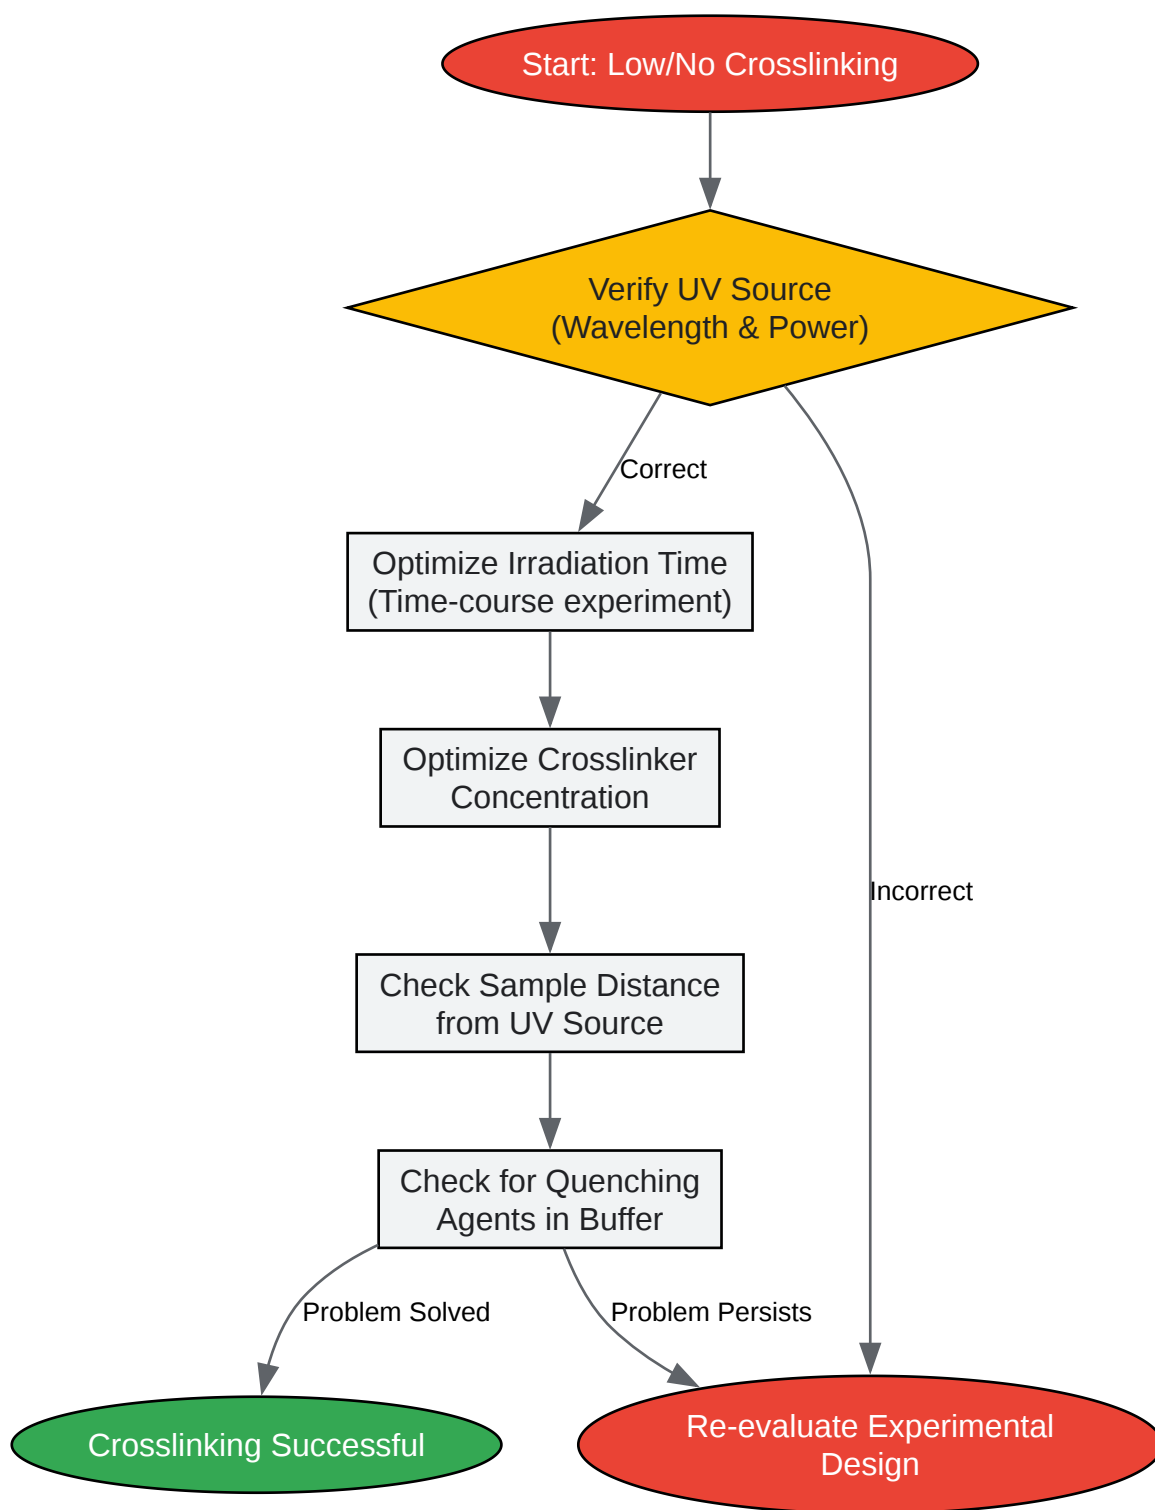 Start: Low/No Crosslinking
Verify UV Source
(Wavelength & Power)
Correct
Optimize Irradiation Time
(Time-course experiment)
Optimize Crosslinker
Concentration
Incorrect
Check Sample Distance
from UV Source
Check for Quenching
Agents in Buffer
Problem Solved
Problem Persists
Crosslinking Successful
Re-evaluate Experimental
Design